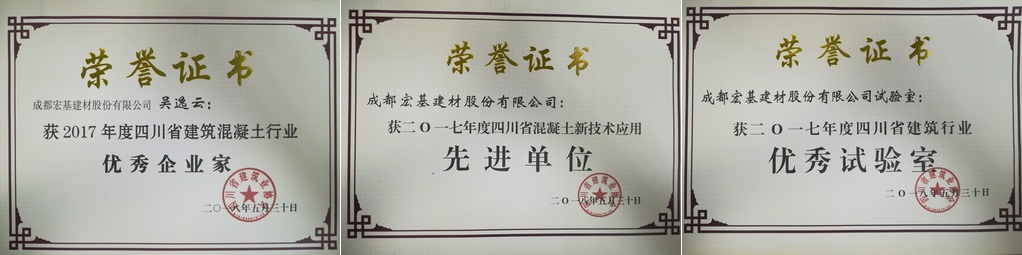 荣誉证书
成都宏基建材股份有限公司 吴逸云:
获2017年度四川省建筑混凝土行业
优秀企业家
二〇一八年五月三十日
荣誉证书
成都宏基建材股份有限公司:
获二O一七年度四川省混凝土新技术应用
先进单位
二O一八年五月三十日
荣誉证书
成都宏基建材股份有限公司试验室:
获二O一七年度四川省建筑行业
优秀试验室
二O一八年五月三十日